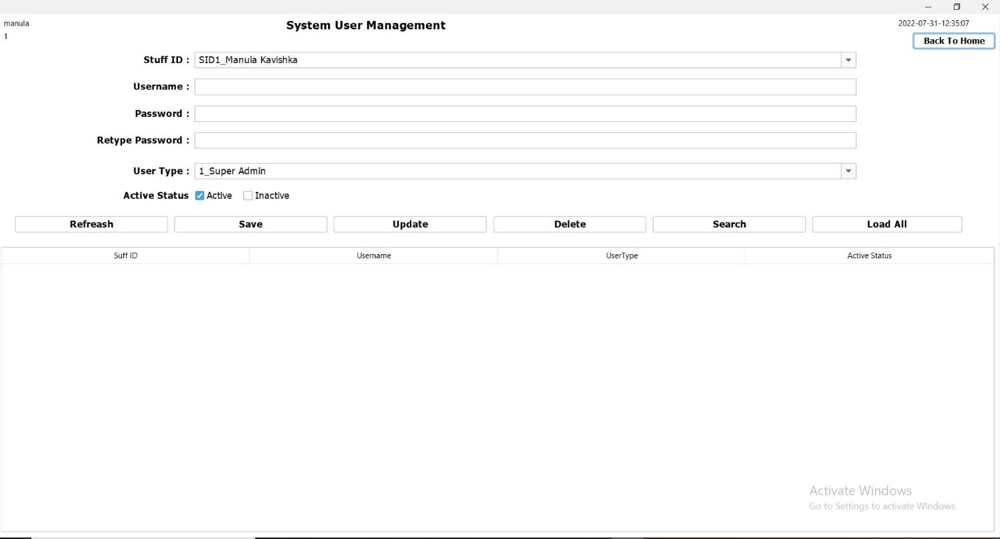 manula
System User Management
2022-07-31-12:35:07
1
Back To Home
Stuff ID : SID1_Manula Kavishka
Username :
Password :
Retype Password :
User Type : 1_Super Admin
Active Status Active Inactive
Refreash Save Update Delete Search Load All
Suff ID Username UserType Active Status
Activate Windows
Go to Settings to activate Windows.